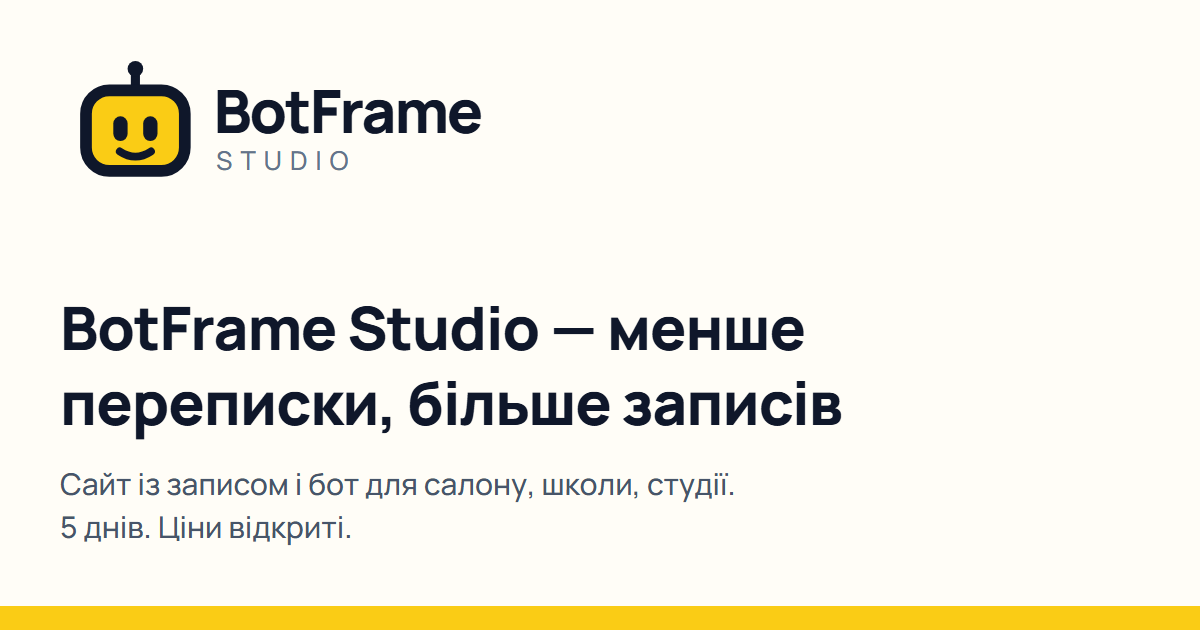 BotFrame
STUDIO
BotFrame Studio — менше
переписки, більше записів
Сайт із записом і бот для салону, школи, студії.
5 днів. Ціни відкриті.